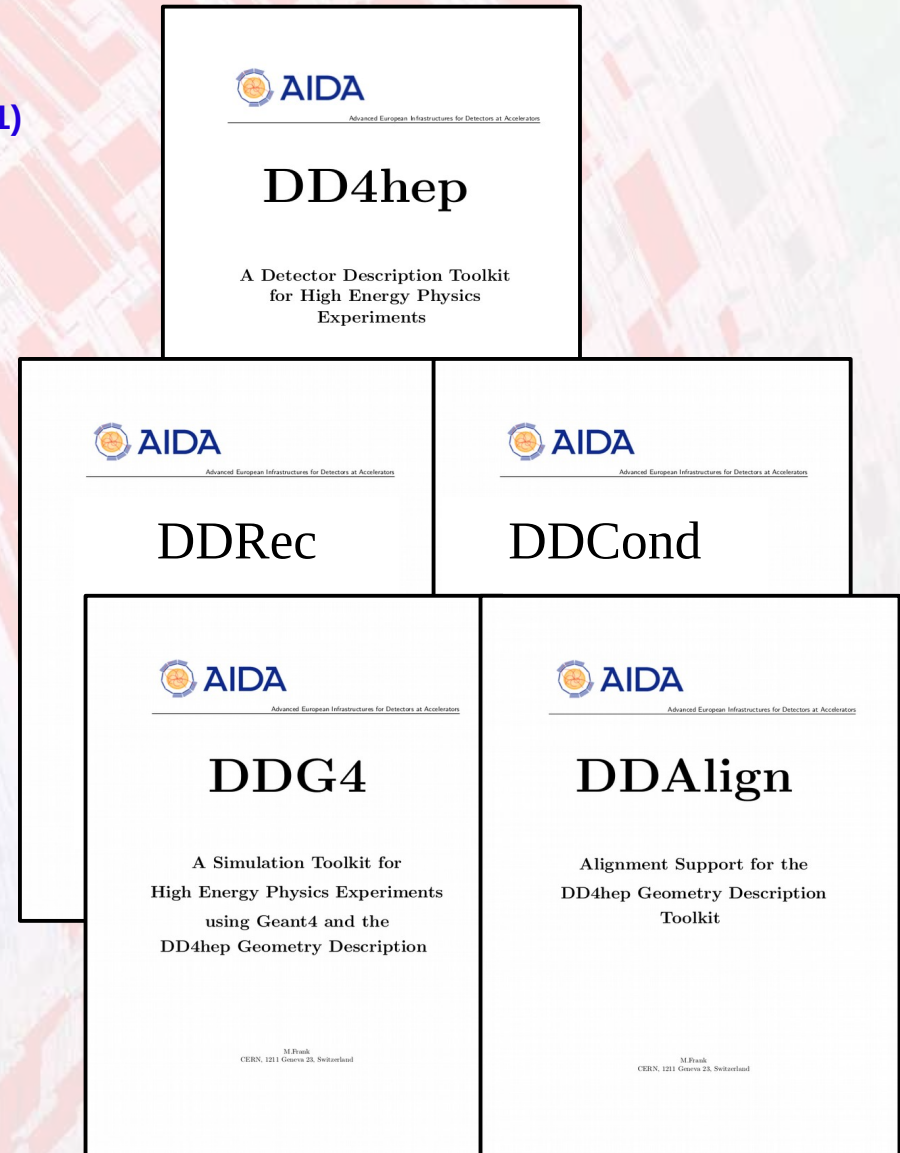 1)
AIDA
Advanced European Infrastructures for Detectors at Accelerators
DD4hep
A Detector Description Toolkit
for High Energy Physics
Experiments
AIDA
Advanced European Infrastructures for Detectors at Accelerators
DDRec
AIDA
Advanced European Infrastructures for Detectors at Accelerators
DDCond
AIDA
Advanced European Infrastructures for Detectors at Accelerators
DDG4
A Simulation Toolkit for
High Energy Physics Experiments
using Geant4 and the
DD4hep Geometry Description
M.Frank
CERN, 1211 Geneva 23, Switzerland
AIDA
Advanced European Infrastructures for Detectors at Accelerators
DDAlign
Alignment Support for the
DD4hep Geometry Description
Toolkit
M.Frank
CERN, 1211 Geneva 23, Switzerland